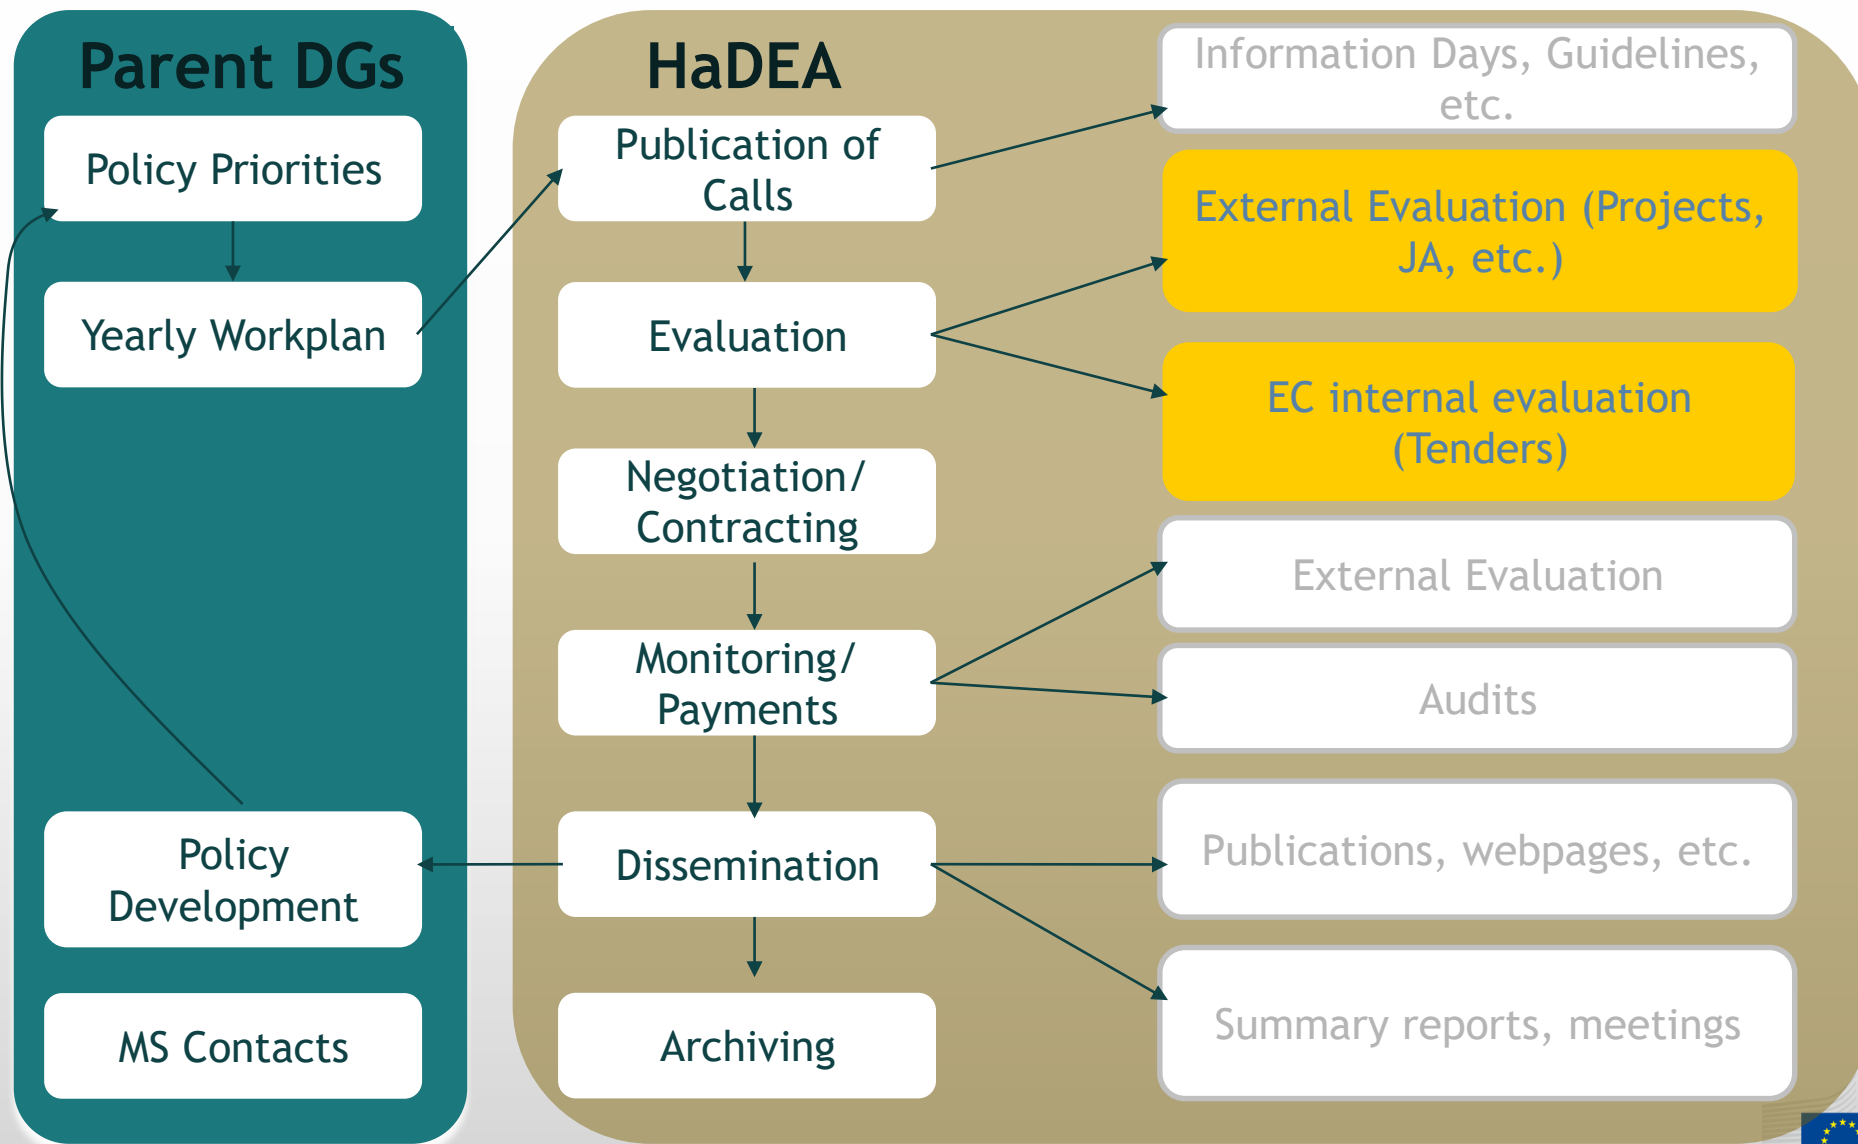 Parent DGs
Policy Priorities
Yearly Workplan
Policy
Development
MS Contacts
HaDEA
Publication of
Calls
Evaluation
Negotiation/
Contracting
Monitoring/
Payments
Dissemination
Archiving
Information Days, Guidelines,
etc.
External Evaluation (Projects,
JA, etc.)
EC internal evaluation
(Tenders)
External Evaluation
Audits
Publications, webpages, etc.
Summary reports, meetings